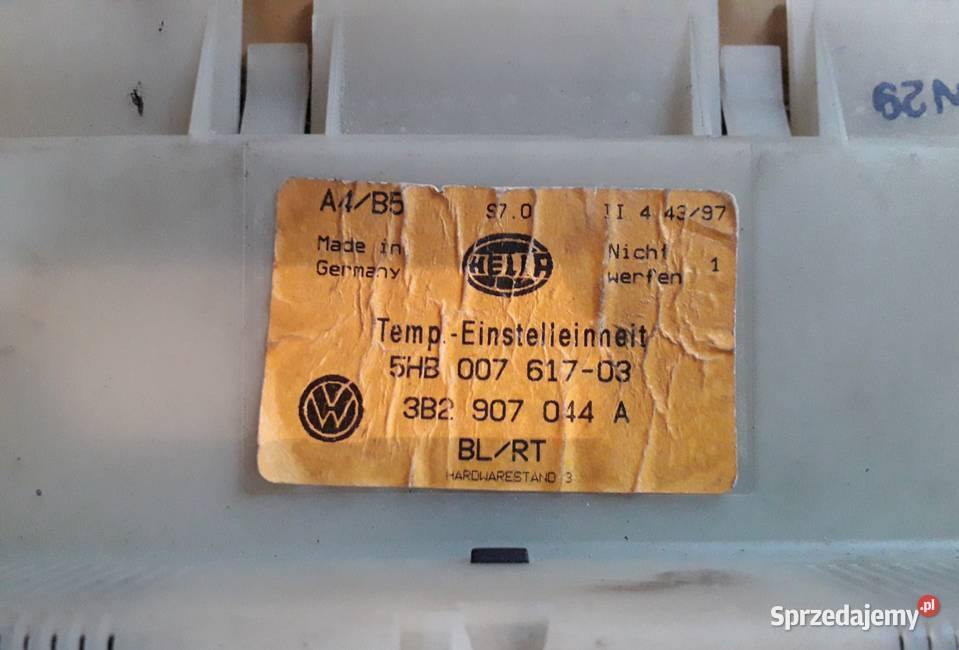 N29
A4/B5 97.0 II 4 43/97
Made in Germany
HELLA
Nicht werfen 1
Temp.-Einstelleinheit
5HB 007 617-03
VW
3B2 907 044 A
BL/RT
HARDWARESTAND 3
Sprzedajemy.pl